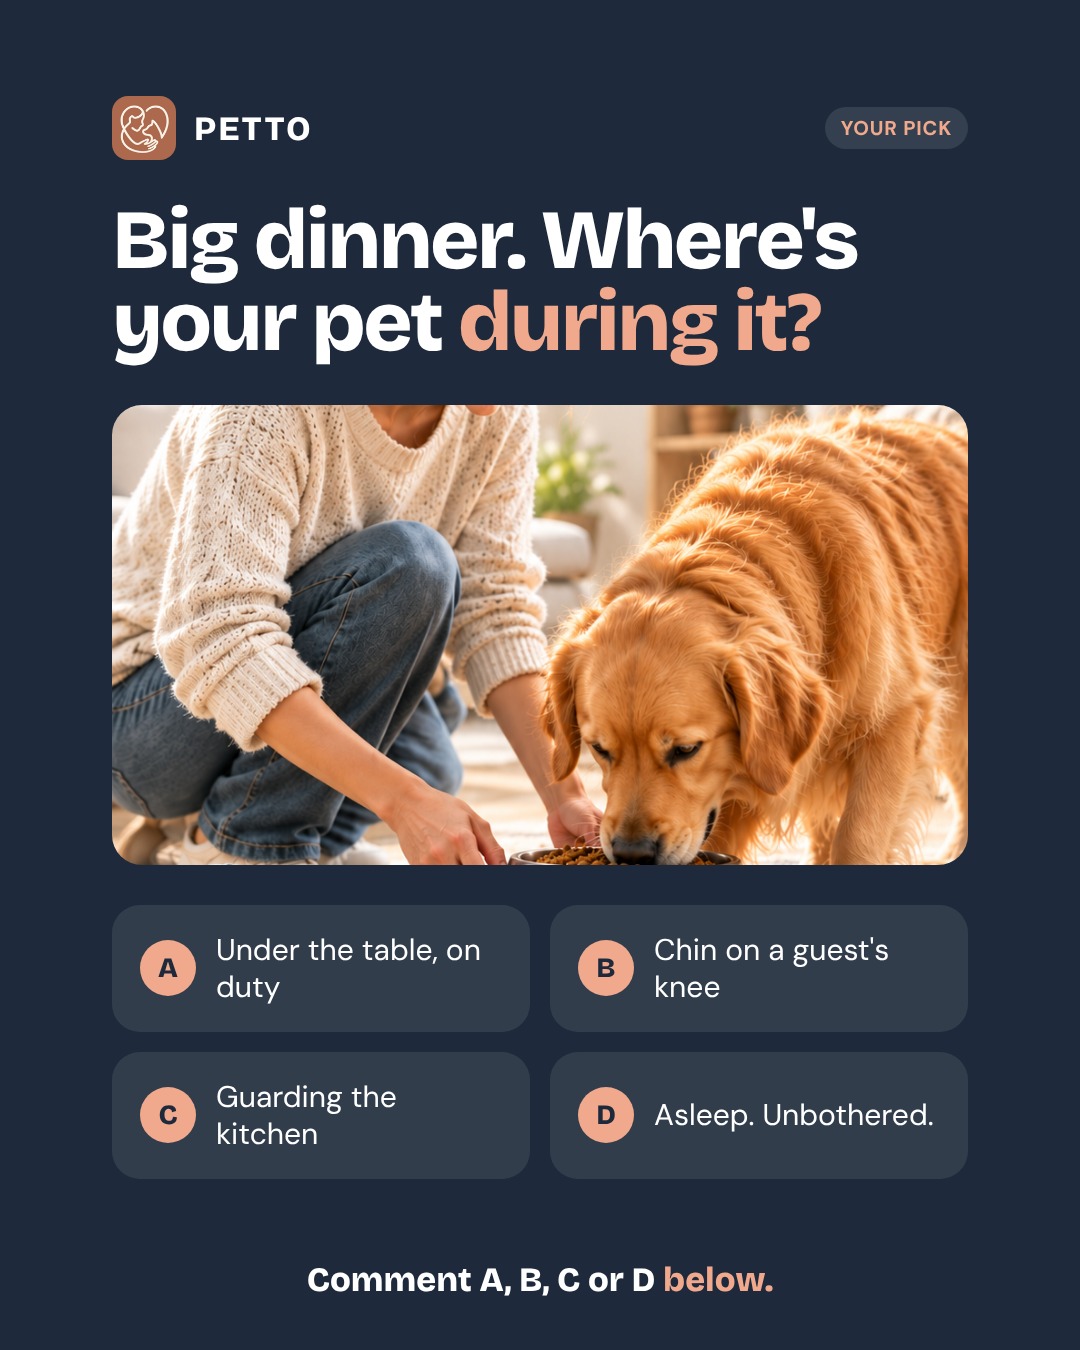 PETTO
YOUR PICK
Big dinner. Where's
your pet during it?
A
Under the table, on
duty
B
Chin on a guest's
knee
C
Guarding the
kitchen
D
Asleep. Unbothered.
Comment A, B, C or D below.